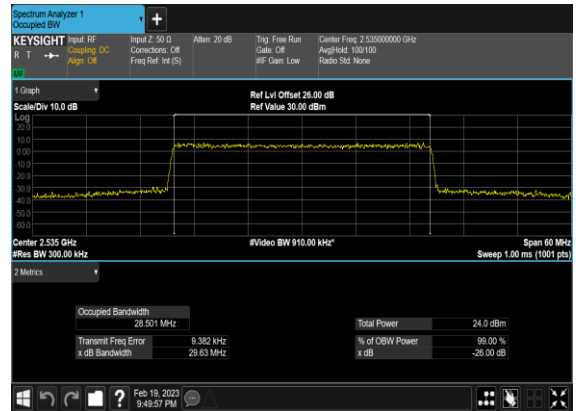 Spectrum Analyzer 1
Occupied BW
+
KEYSIGHT
R T
LXI
Input: RF
Coupling: DC
Align: Off
Input Z: 50 Ω
Corrections: Off
Freq Ref: Int (S)
Atten: 20 dB
Trig: Free Run
Gate: Off
#IF Gain: Low
Center Freq: 2.535000000 GHz
Avg|Hold: 100/100
Radio Std: None
1 Graph
Scale/Div 10.0 dB
Ref Lvl Offset 26.00 dB
Ref Value 30.00 dBm
Log
20.0
10.0
0.00
-10.0
-20.0
-30.0
-40.0
-50.0
-60.0
Center 2.535 GHz
#Res BW 300.00 kHz
#Video BW 910.00 kHz*
Span 60 MHz
Sweep 1.00 ms (1001 pts)
2 Metrics
Occupied Bandwidth
28.501 MHz
Transmit Freq Error 9.382 kHz
x dB Bandwidth 29.63 MHz
Total Power 24.0 dBm
% of OBW Power 99.00 %
x dB -26.00 dB
?
Feb 19, 2023
9:49:57 PM